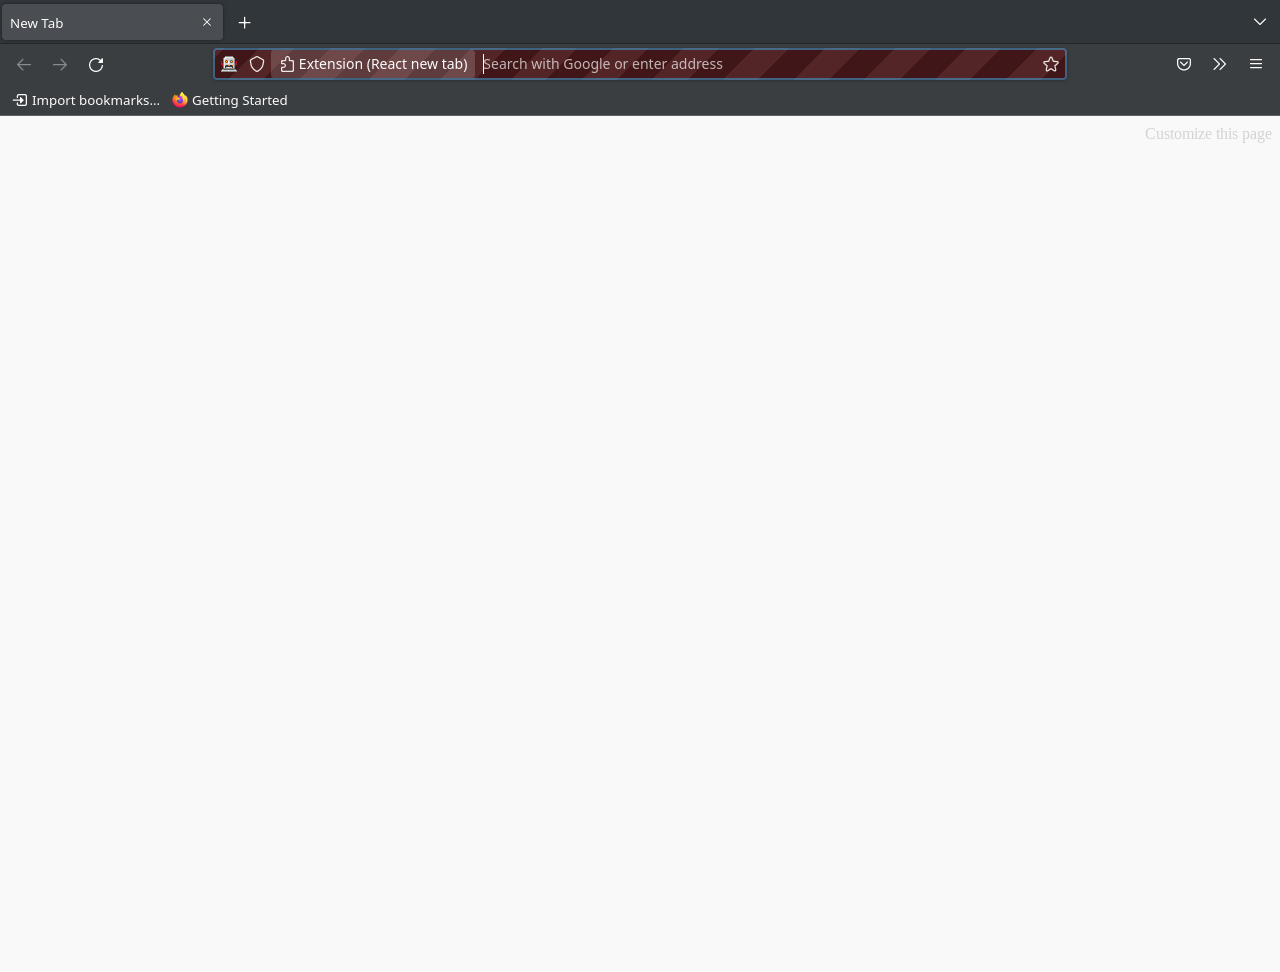 New Tab
Extension (React new tab) Search with Google or enter address
Import bookmarks... Getting Started
Customize this page